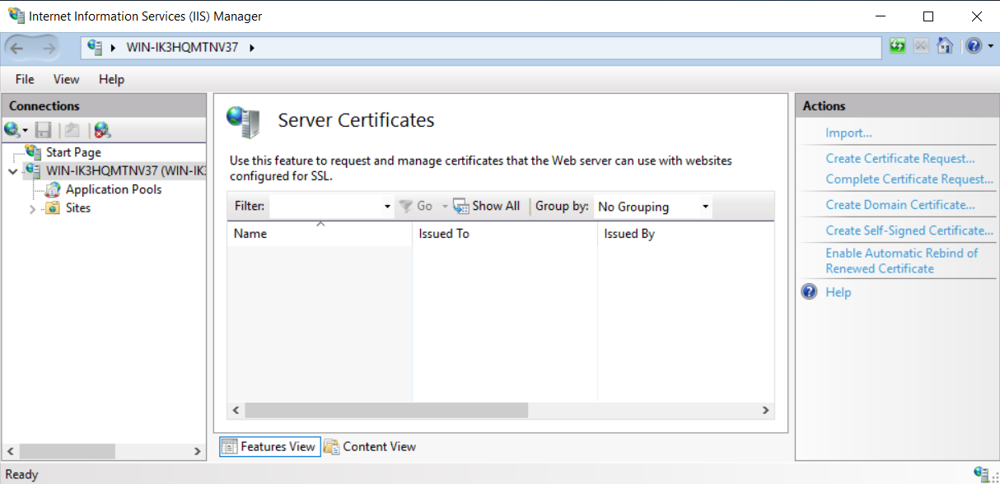 Internet Information Services (IIS) Manager
WIN-IK3HQMTNV37
File View Help
Connections
Start Page
WIN-IK3HQMTNV37 (WIN-IK3
Application Pools
Sites
Server Certificates
Use this feature to request and manage certificates that the Web server can use with websites
configured for SSL.
Filter: Go Show All Group by: No Grouping
Name Issued To Issued By
Features View Content View
Actions
Import...
Create Certificate Request...
Complete Certificate Request...
Create Domain Certificate...
Create Self-Signed Certificate...
Enable Automatic Rebind of
Renewed Certificate
Help
Ready